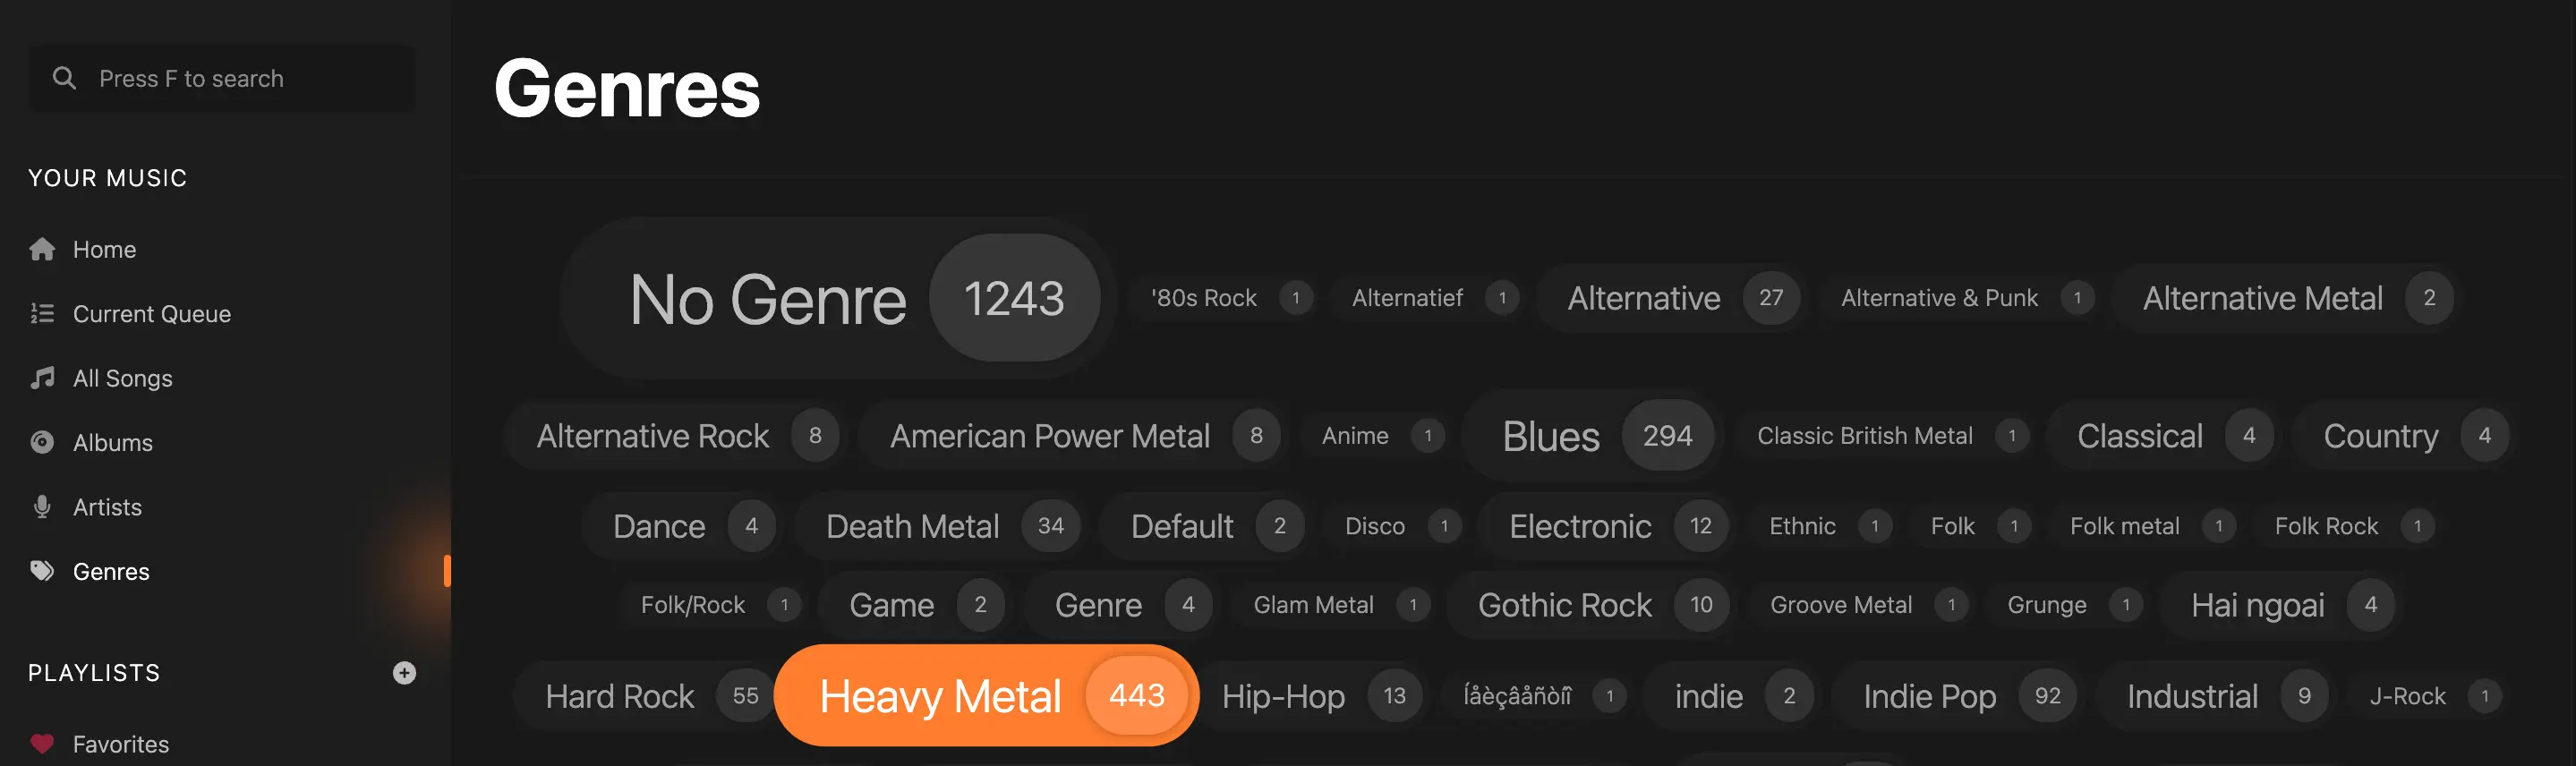 Press F to search
YOUR MUSIC
Home
Current Queue
All Songs
Albums
Artists
Genres
PLAYLISTS
Favorites
Genres
No Genre 1243 '80s Rock 1 Alternatief 1 Alternative 27 Alternative & Punk 1 Alternative Metal 2
Alternative Rock 8 American Power Metal 8 Anime 1 Blues 294 Classic British Metal 1 Classical 4 Country 4
Dance 4 Death Metal 34 Default 2 Disco 1 Electronic 12 Ethnic 1 Folk 1 Folk metal 1 Folk Rock 1
Folk/Rock 1 Game 2 Genre 4 Glam Metal 1 Gothic Rock 10 Groove Metal 1 Grunge 1 Hai ngoai 4
Hard Rock 55 Heavy Metal 443 Hip-Hop 13 Íåèçâåñòíî 1 indie 2 Indie Pop 92 Industrial 9 J-Rock 1